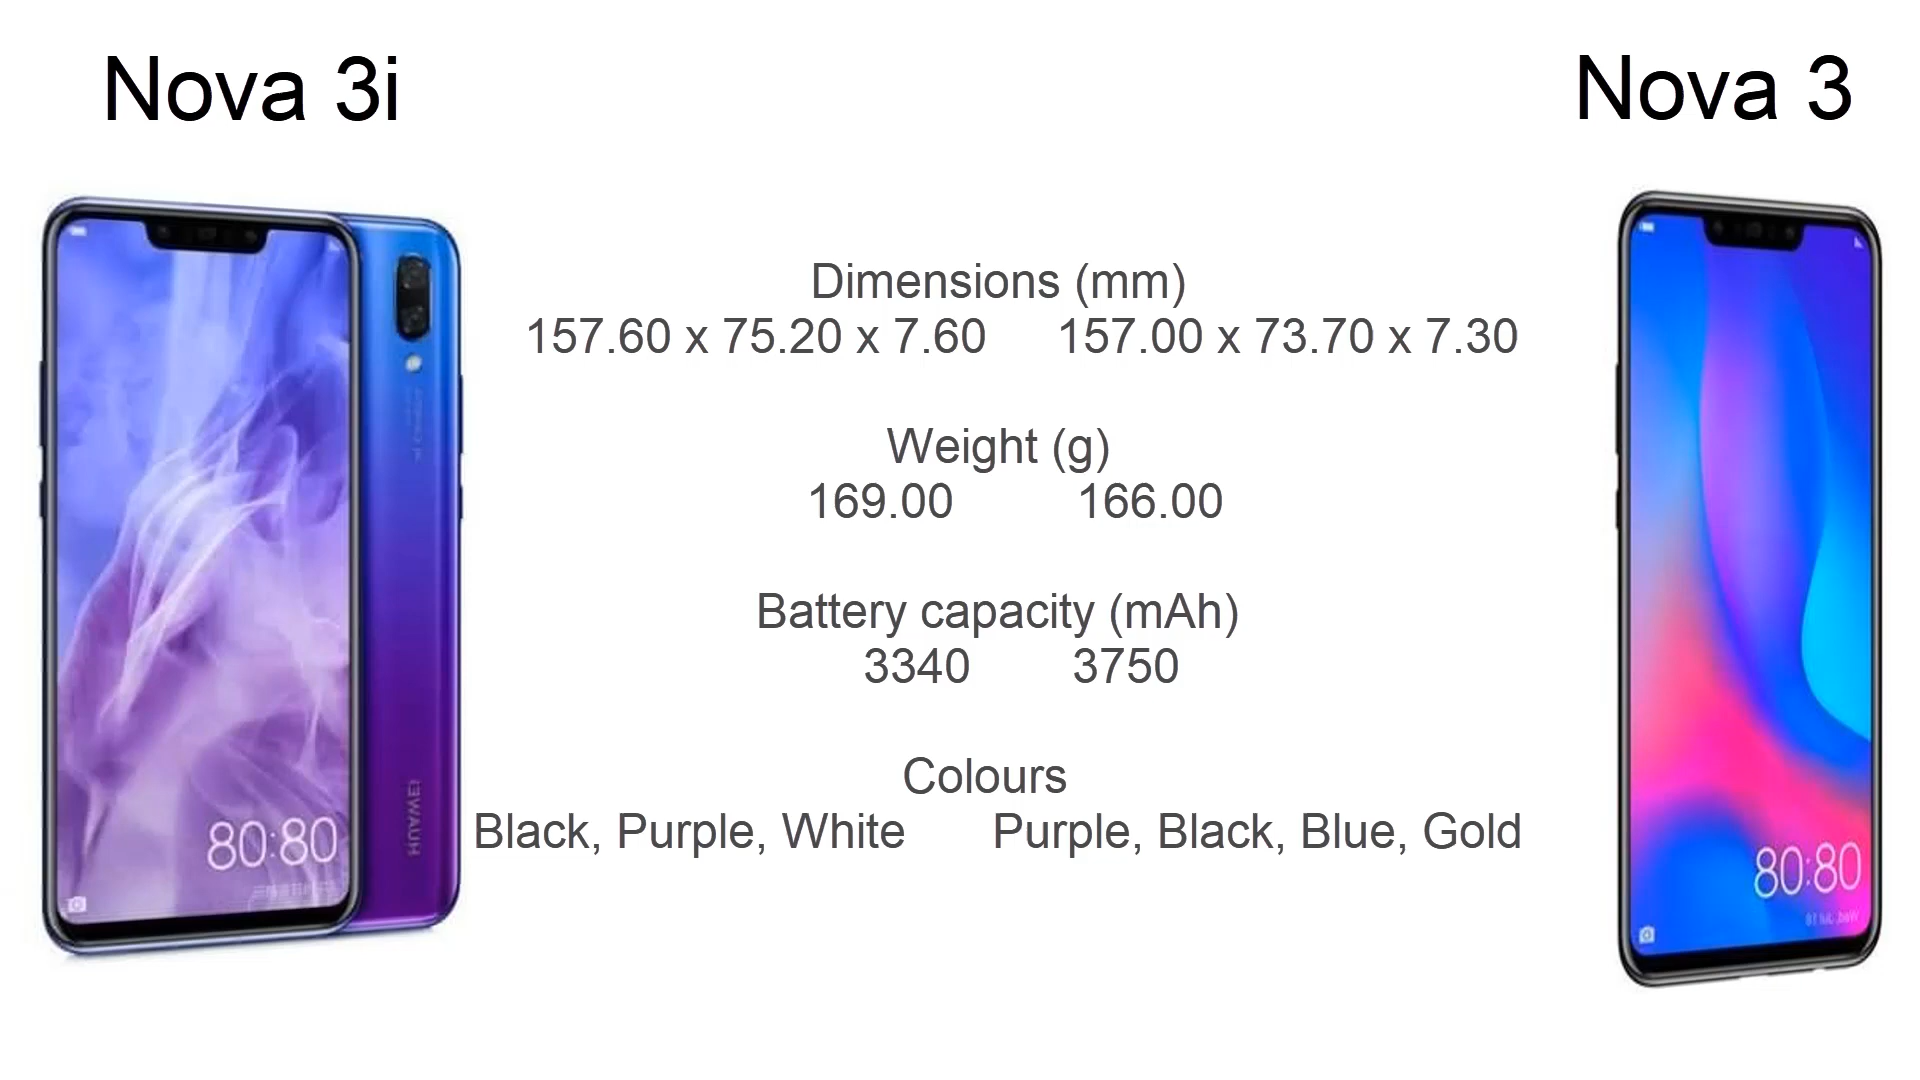 Nova 3i
Nova 3
Dimensions (mm)
157.60 x 75.20 x 7.60 157.00 x 73.70 x 7.30
Weight (g)
169.00 166.00
Battery capacity (mAh)
3340 3750
Colours
Black, Purple, White Purple, Black, Blue, Gold
80:80
HUAWEI
80:80